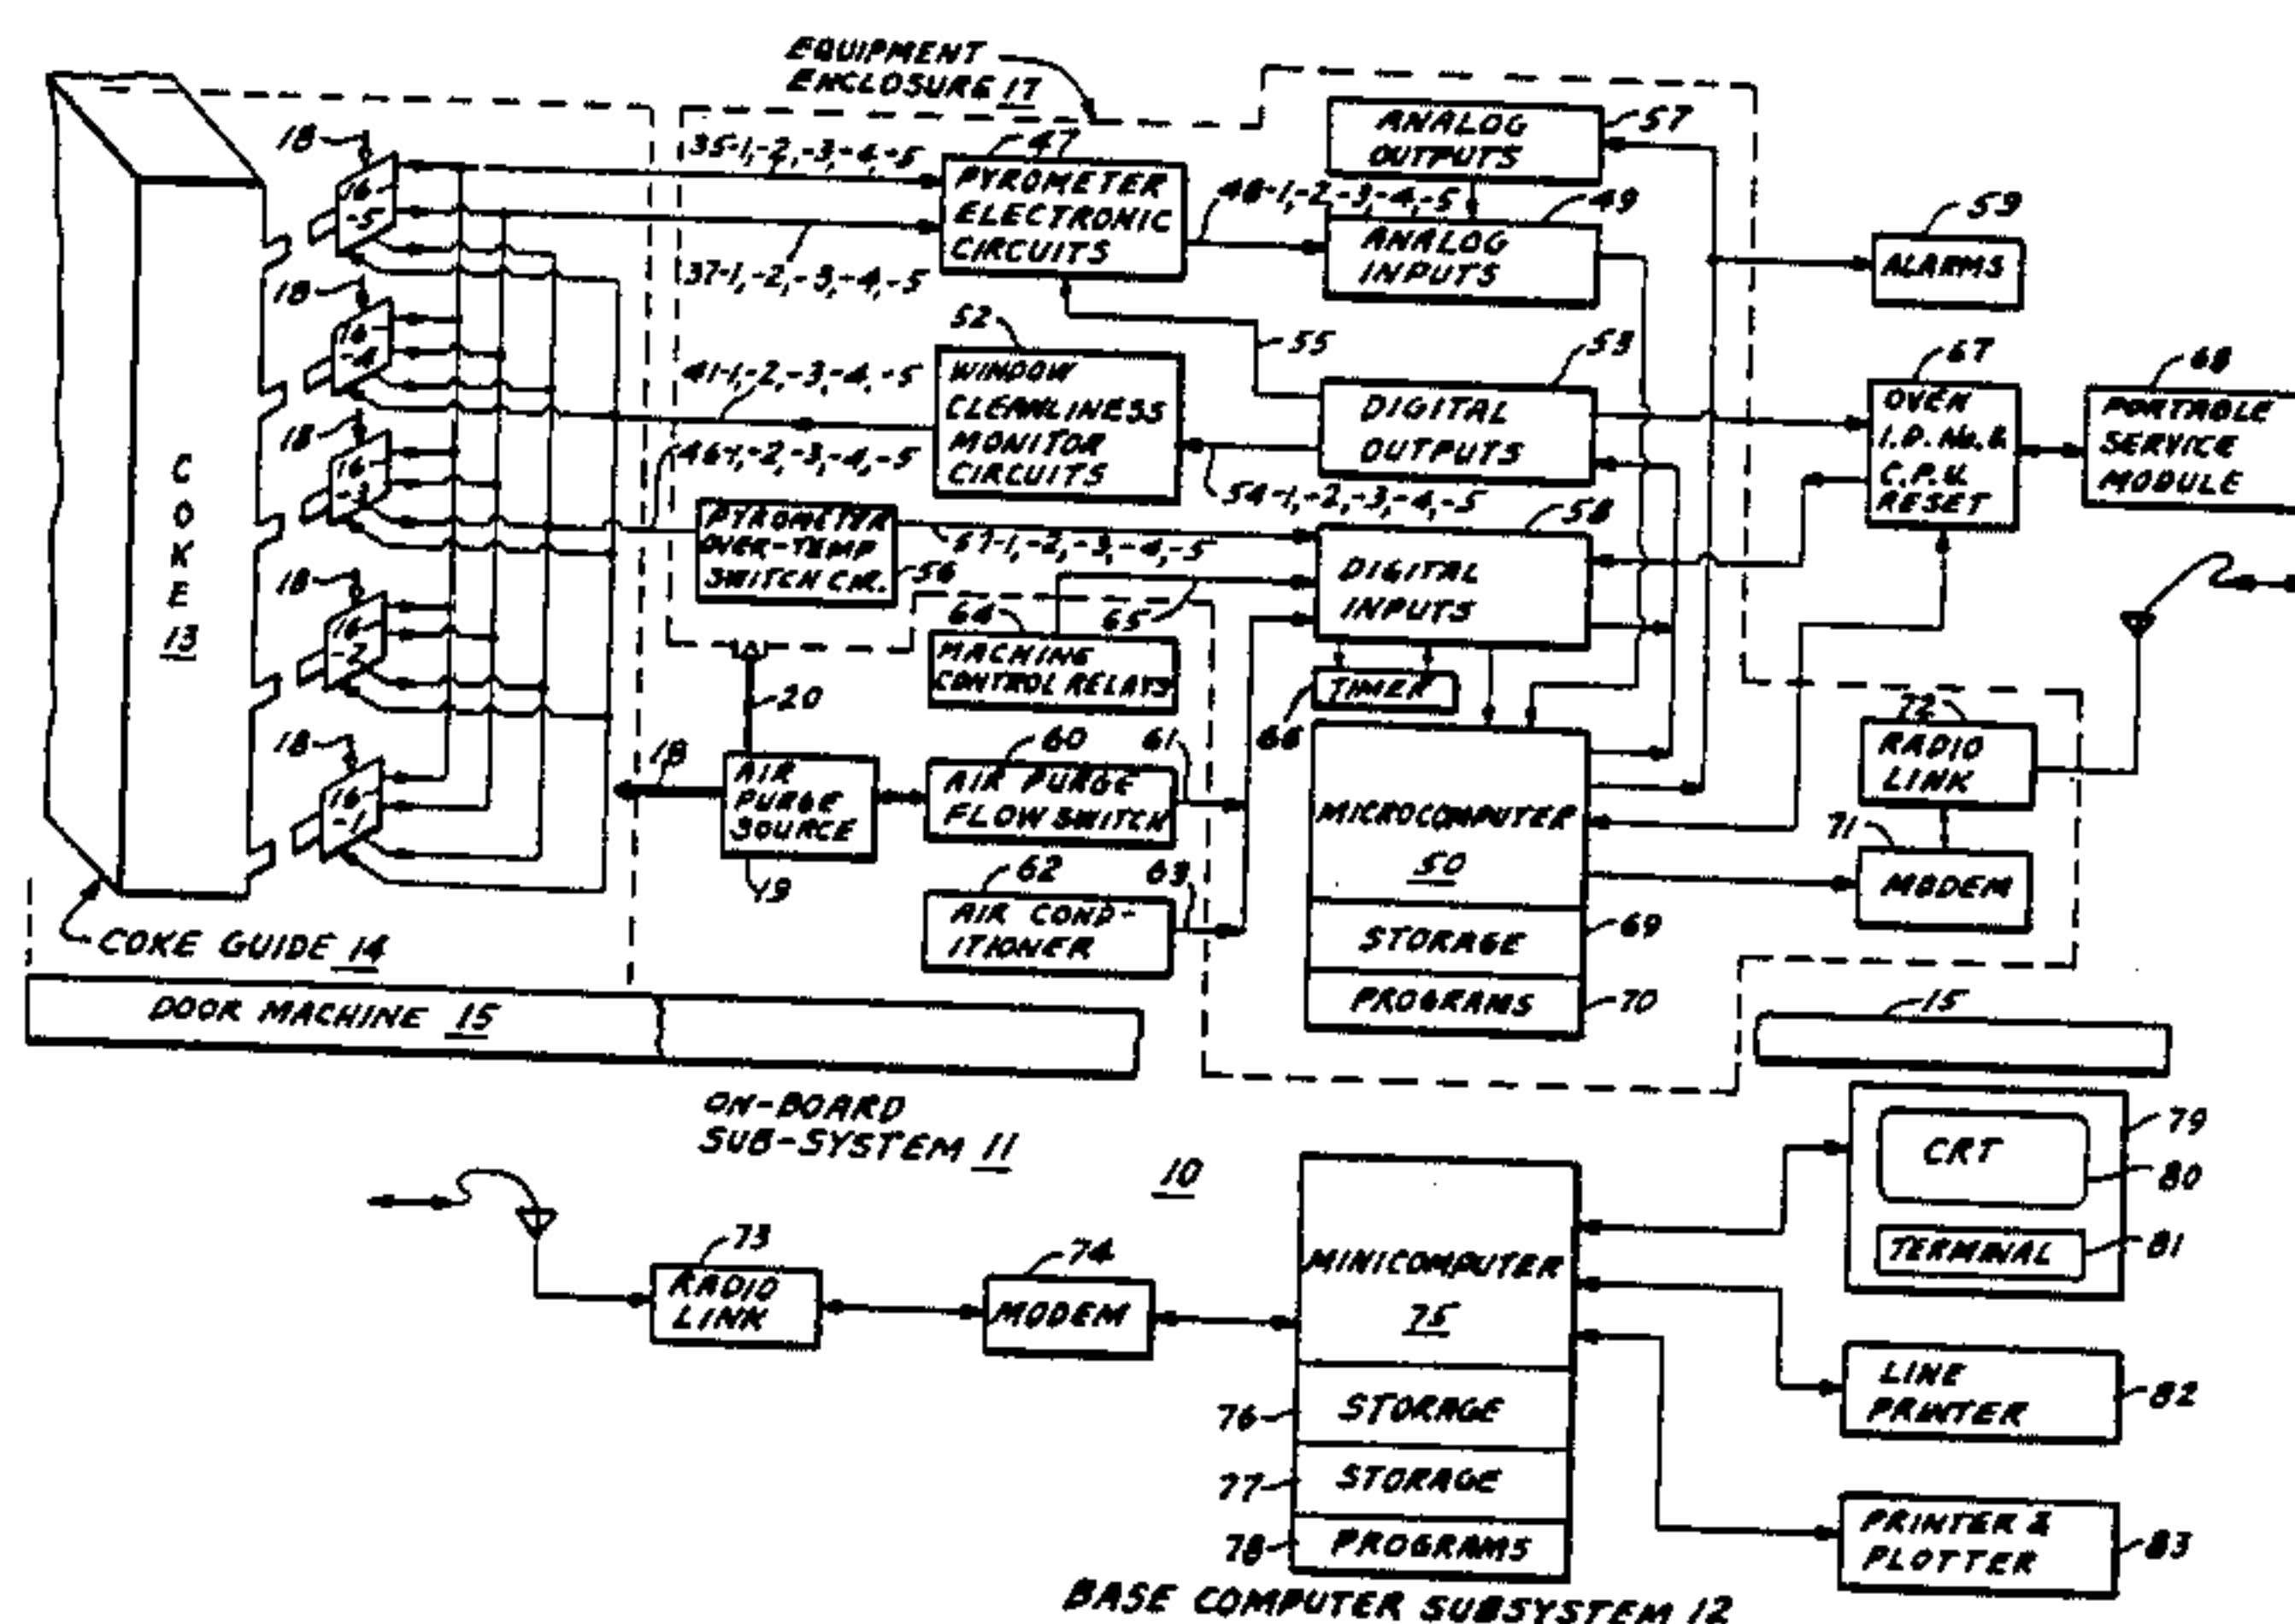 EQUIPMENT
ENCLOSURE 17
18
16
-5
18
16
-4
18
16
-3
18
16
-2
18
16
-1
COKE
13
COKE GUIDE 14
DOOR MACHINE 15
35-1,-2,-3,-4,-5
37-1,-2,-3,-4,-5
47
PYROMETER
ELECTRONIC
CIRCUITS
48-1,-2,-3,-4,-5
57
ANALOG
OUTPUTS
49
ANALOG
INPUTS
59
ALARMS
41-1,-2,-3,-4,-5
52
WINDOW
CLEANLINESS
MONITOR
CIRCUITS
55
53
DIGITAL
OUTPUTS
54-1,-2,-3,-4,-5
67
OVEN
I.D. No. &
C.P.U.
RESET
68
PORTABLE
SERVICE
MODULE
46-1,-2,-3,-4,-5
PYROMETER
OVER-TEMP
SWITCH CIR.
56
57-1,-2,-3,-4,-5
58
DIGITAL
INPUTS
64
65
MACHINE
CONTROL RELAYS
66
TIMER
20
18
AIR
PURGE
SOURCE
19
60
61
AIR PURGE
FLOW SWITCH
62
63
AIR COND-
ITIONER
MICROCOMPUTER
50
STORAGE
69
PROGRAMS
70
72
RADIO
LINK
71
MODEM
15
ON-BOARD
SUB-SYSTEM 11
10
73
RADIO
LINK
74
MODEM
MINICOMPUTER
75
76
STORAGE
77
STORAGE
78
PROGRAMS
79
CRT
80
TERMINAL
81
LINE
PRINTER
82
PRINTER &
PLOTTER
83
BASE COMPUTER SUBSYSTEM 12